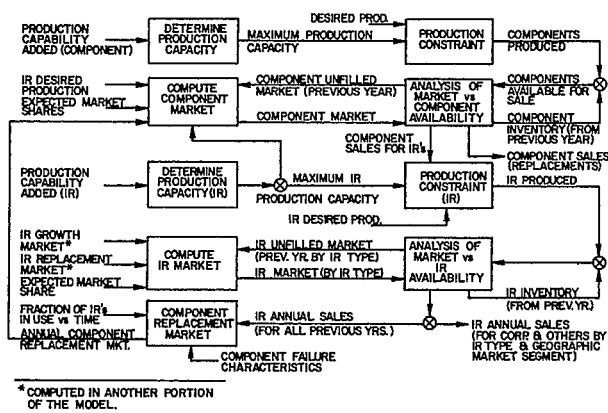 PRODUCTION
CAPABILITY
ADDED (COMPONENT)
DETERMINE
PRODUCTION
CAPACITY
MAXIMUM PRODUCTION
CAPACITY
DESIRED PROD.
PRODUCTION
CONSTRAINT
COMPONENTS
PRODUCED
IR DESIRED
PRODUCTION
EXPECTED MARKET
SHARES
COMPUTE
COMPONENT
MARKET
COMPONENT UNFILLED
MARKET (PREVIOUS YEAR)
COMPONENT MARKET
ANALYSIS OF
MARKET vs
COMPONENT
AVAILABILITY
COMPONENTS
AVAILABLE FOR
SALE
COMPONENT
INVENTORY (FROM
PREVIOUS YEAR)
COMPONENT
SALES FOR IR's
COMPONENT SALES
(REPLACEMENTS)
PRODUCTION
CAPABILITY
ADDED (IR)
DETERMINE
PRODUCTION
CAPACITY (IR)
MAXIMUM IR
PRODUCTION CAPACITY
PRODUCTION
CONSTRAINT
(IR)
IR PRODUCED
IR DESIRED PROD.
IR GROWTH
MARKET*
IR REPLACEMENT
MARKET*
EXPECTED MARKET
SHARE
COMPUTE
IR MARKET
IR UNFILLED MARKET
(PREV. YR. BY IR TYPE)
IR MARKET (BY IR TYPE)
ANALYSIS OF
MARKET vs
IR
AVAILABILITY
IR INVENTORY
(FROM PREV. YR.)
FRACTION OF IR's
IN USE vs TIME
ANNUAL COMPONENT
REPLACEMENT MKT.
COMPONENT
REPLACEMENT
MARKET
IR ANNUAL SALES
(FOR ALL PREVIOUS YRS.)
IR ANNUAL SALES
(FOR CORP. & OTHERS BY
IR TYPE & GEOGRAPHIC
MARKET SEGMENT)
COMPONENT FAILURE
CHARACTERISTICS
*COMPUTED IN ANOTHER PORTION
OF THE MODEL.